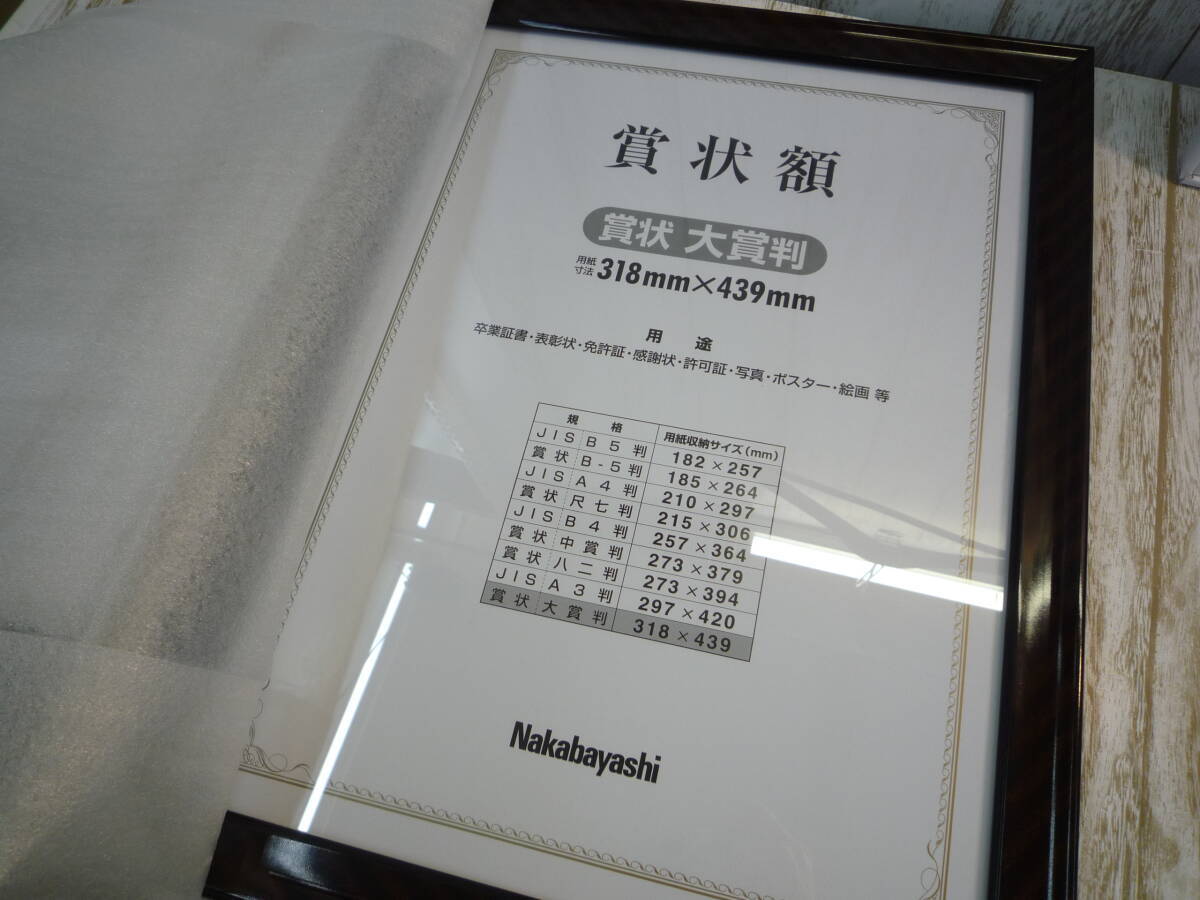 賞状額
賞状 大賞判
用紙寸法 318mm×439mm
用途
卒業証書・表彰状・免許証・感謝状・許可証・写真・ポスター・絵画 等
規格 用紙収納サイズ(mm)
JIS B5判 182×257
賞状 B-5判 185×264
JIS A4判 210×297
賞状 尺七判 215×306
JIS B4判 257×364
賞状 中賞判 273×379
賞状 八二判 273×394
JIS A3判 297×420
賞状 大賞判 318×439
Nakabayashi